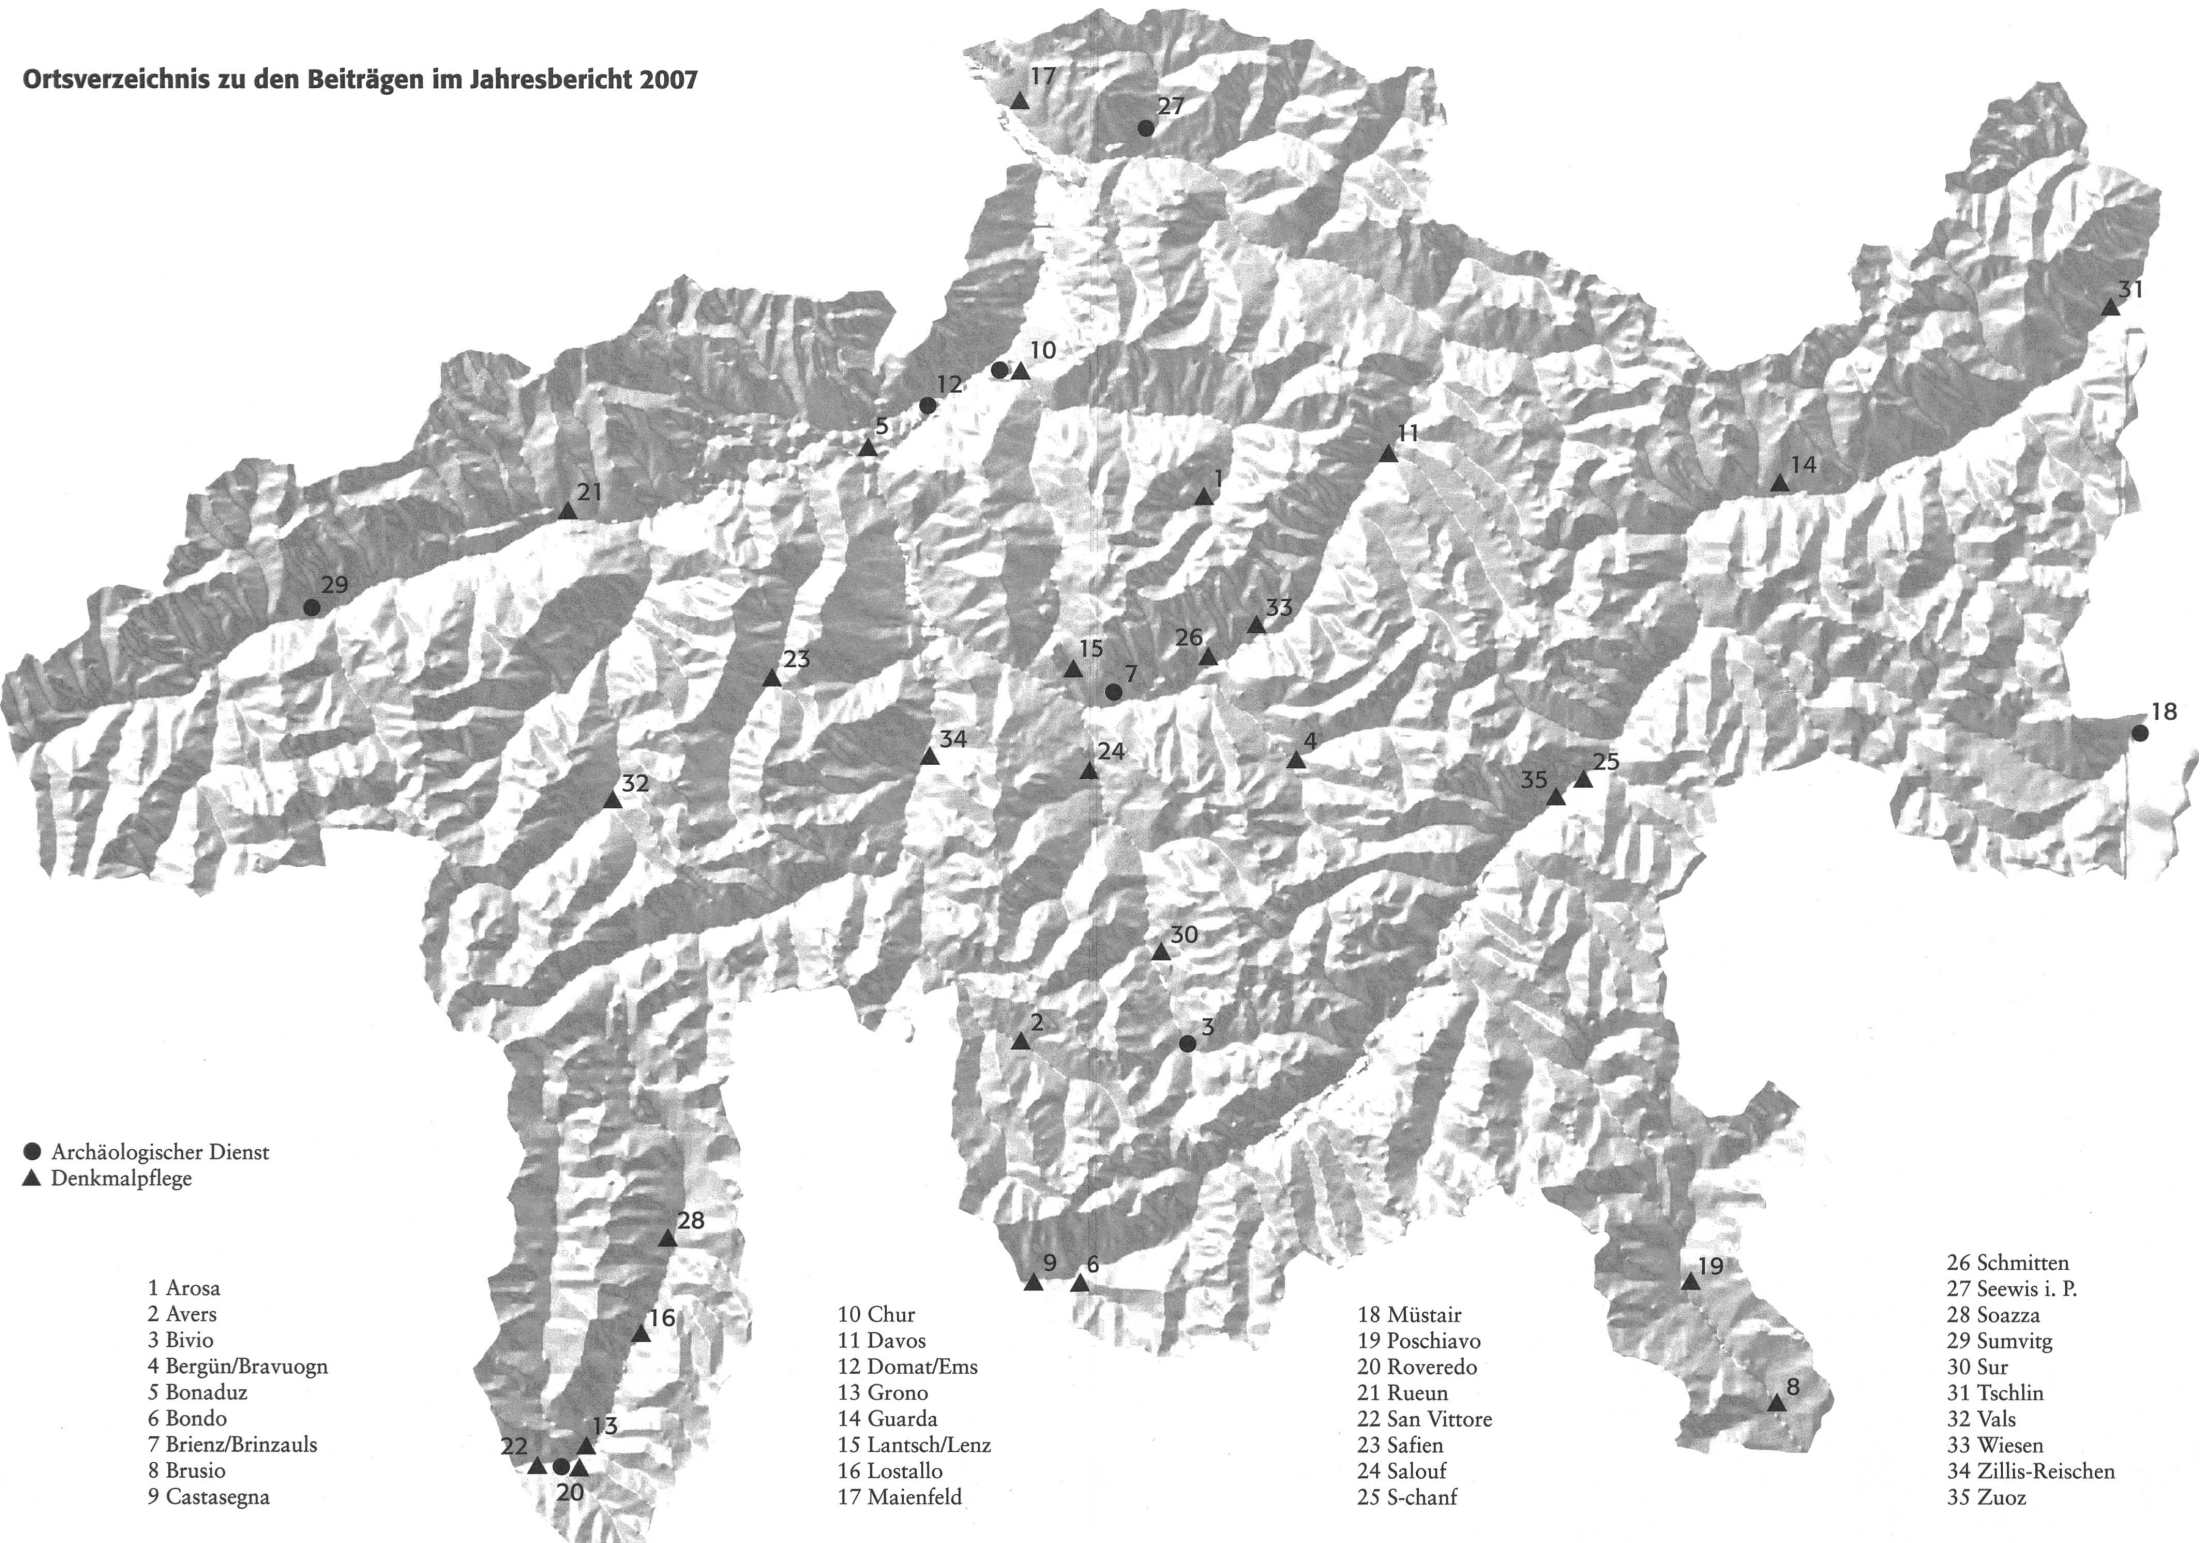 Ortsverzeichnis zu den Beiträgen im Jahresbericht 2007
17
27
31
10
12
5
11
14
1
21
29
33
26
15
7
23
18
34
24
4
25
35
32
30
2
3
● Archäologischer Dienst
▲ Denkmalpflege
28
9
6
19
16
8
13
22
20
1 Arosa
2 Avers
3 Bivio
4 Bergün/Bravuogn
5 Bonaduz
6 Bondo
7 Brienz/Brinzauls
8 Brusio
9 Castasegna
10 Chur
11 Davos
12 Domat/Ems
13 Grono
14 Guarda
15 Lantsch/Lenz
16 Lostallo
17 Maienfeld
18 Müstair
19 Poschiavo
20 Roveredo
21 Rueun
22 San Vittore
23 Safien
24 Salouf
25 S-chanf
26 Schmitten
27 Seewis i. P.
28 Soazza
29 Sumvitg
30 Sur
31 Tschlin
32 Vals
33 Wiesen
34 Zillis-Reischen
35 Zuoz